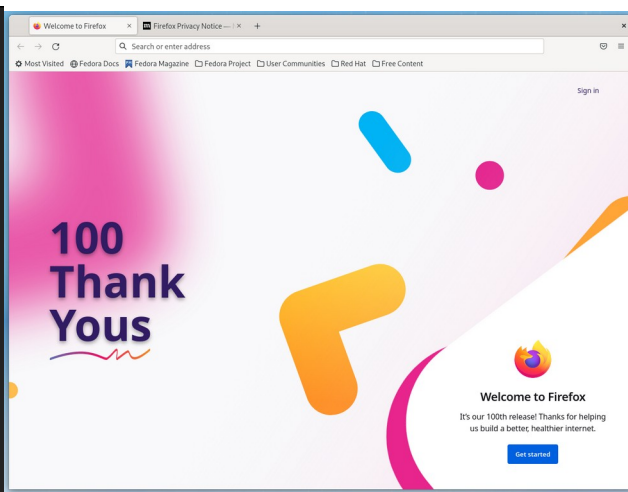 Welcome to Firefox
Firefox Privacy Notice —
Search or enter address
Most Visited Fedora Docs Fedora Magazine Fedora Project User Communities Red Hat Free Content
Sign in
100
Thank
Yous
Welcome to Firefox
It's our 100th release! Thanks for helping
us build a better, healthier internet.
Get started